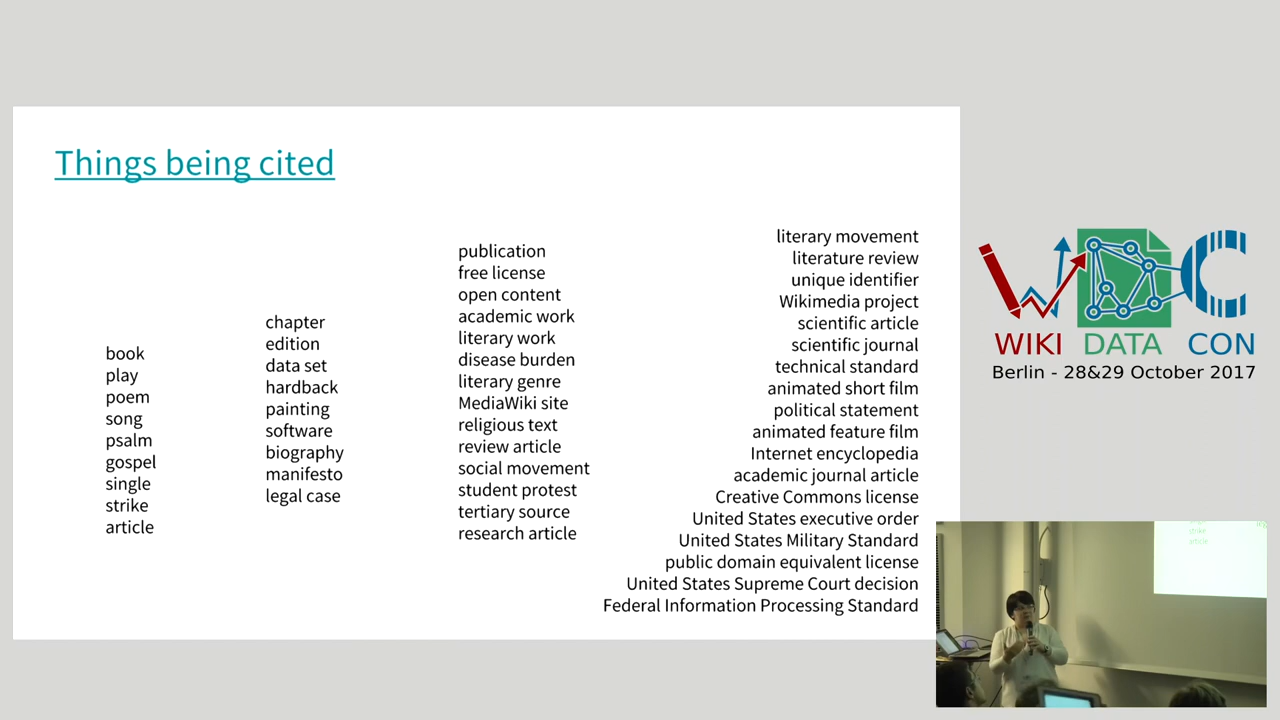 Things being cited
book
play
poem
song
psalm
gospel
single
strike
article
chapter
edition
data set
hardback
painting
software
biography
manifesto
legal case
publication
free license
open content
academic work
literary work
disease burden
literary genre
MediaWiki site
religious text
review article
social movement
student protest
tertiary source
research article
literary movement
literature review
unique identifier
Wikimedia project
scientific article
scientific journal
technical standard
animated short film
political statement
animated feature film
Internet encyclopedia
academic journal article
Creative Commons license
United States executive order
United States Military Standard
public domain equivalent license
United States Supreme Court decision
Federal Information Processing Standard
WIKI DATA CON
Berlin - 28&29 October 2017
strike
article